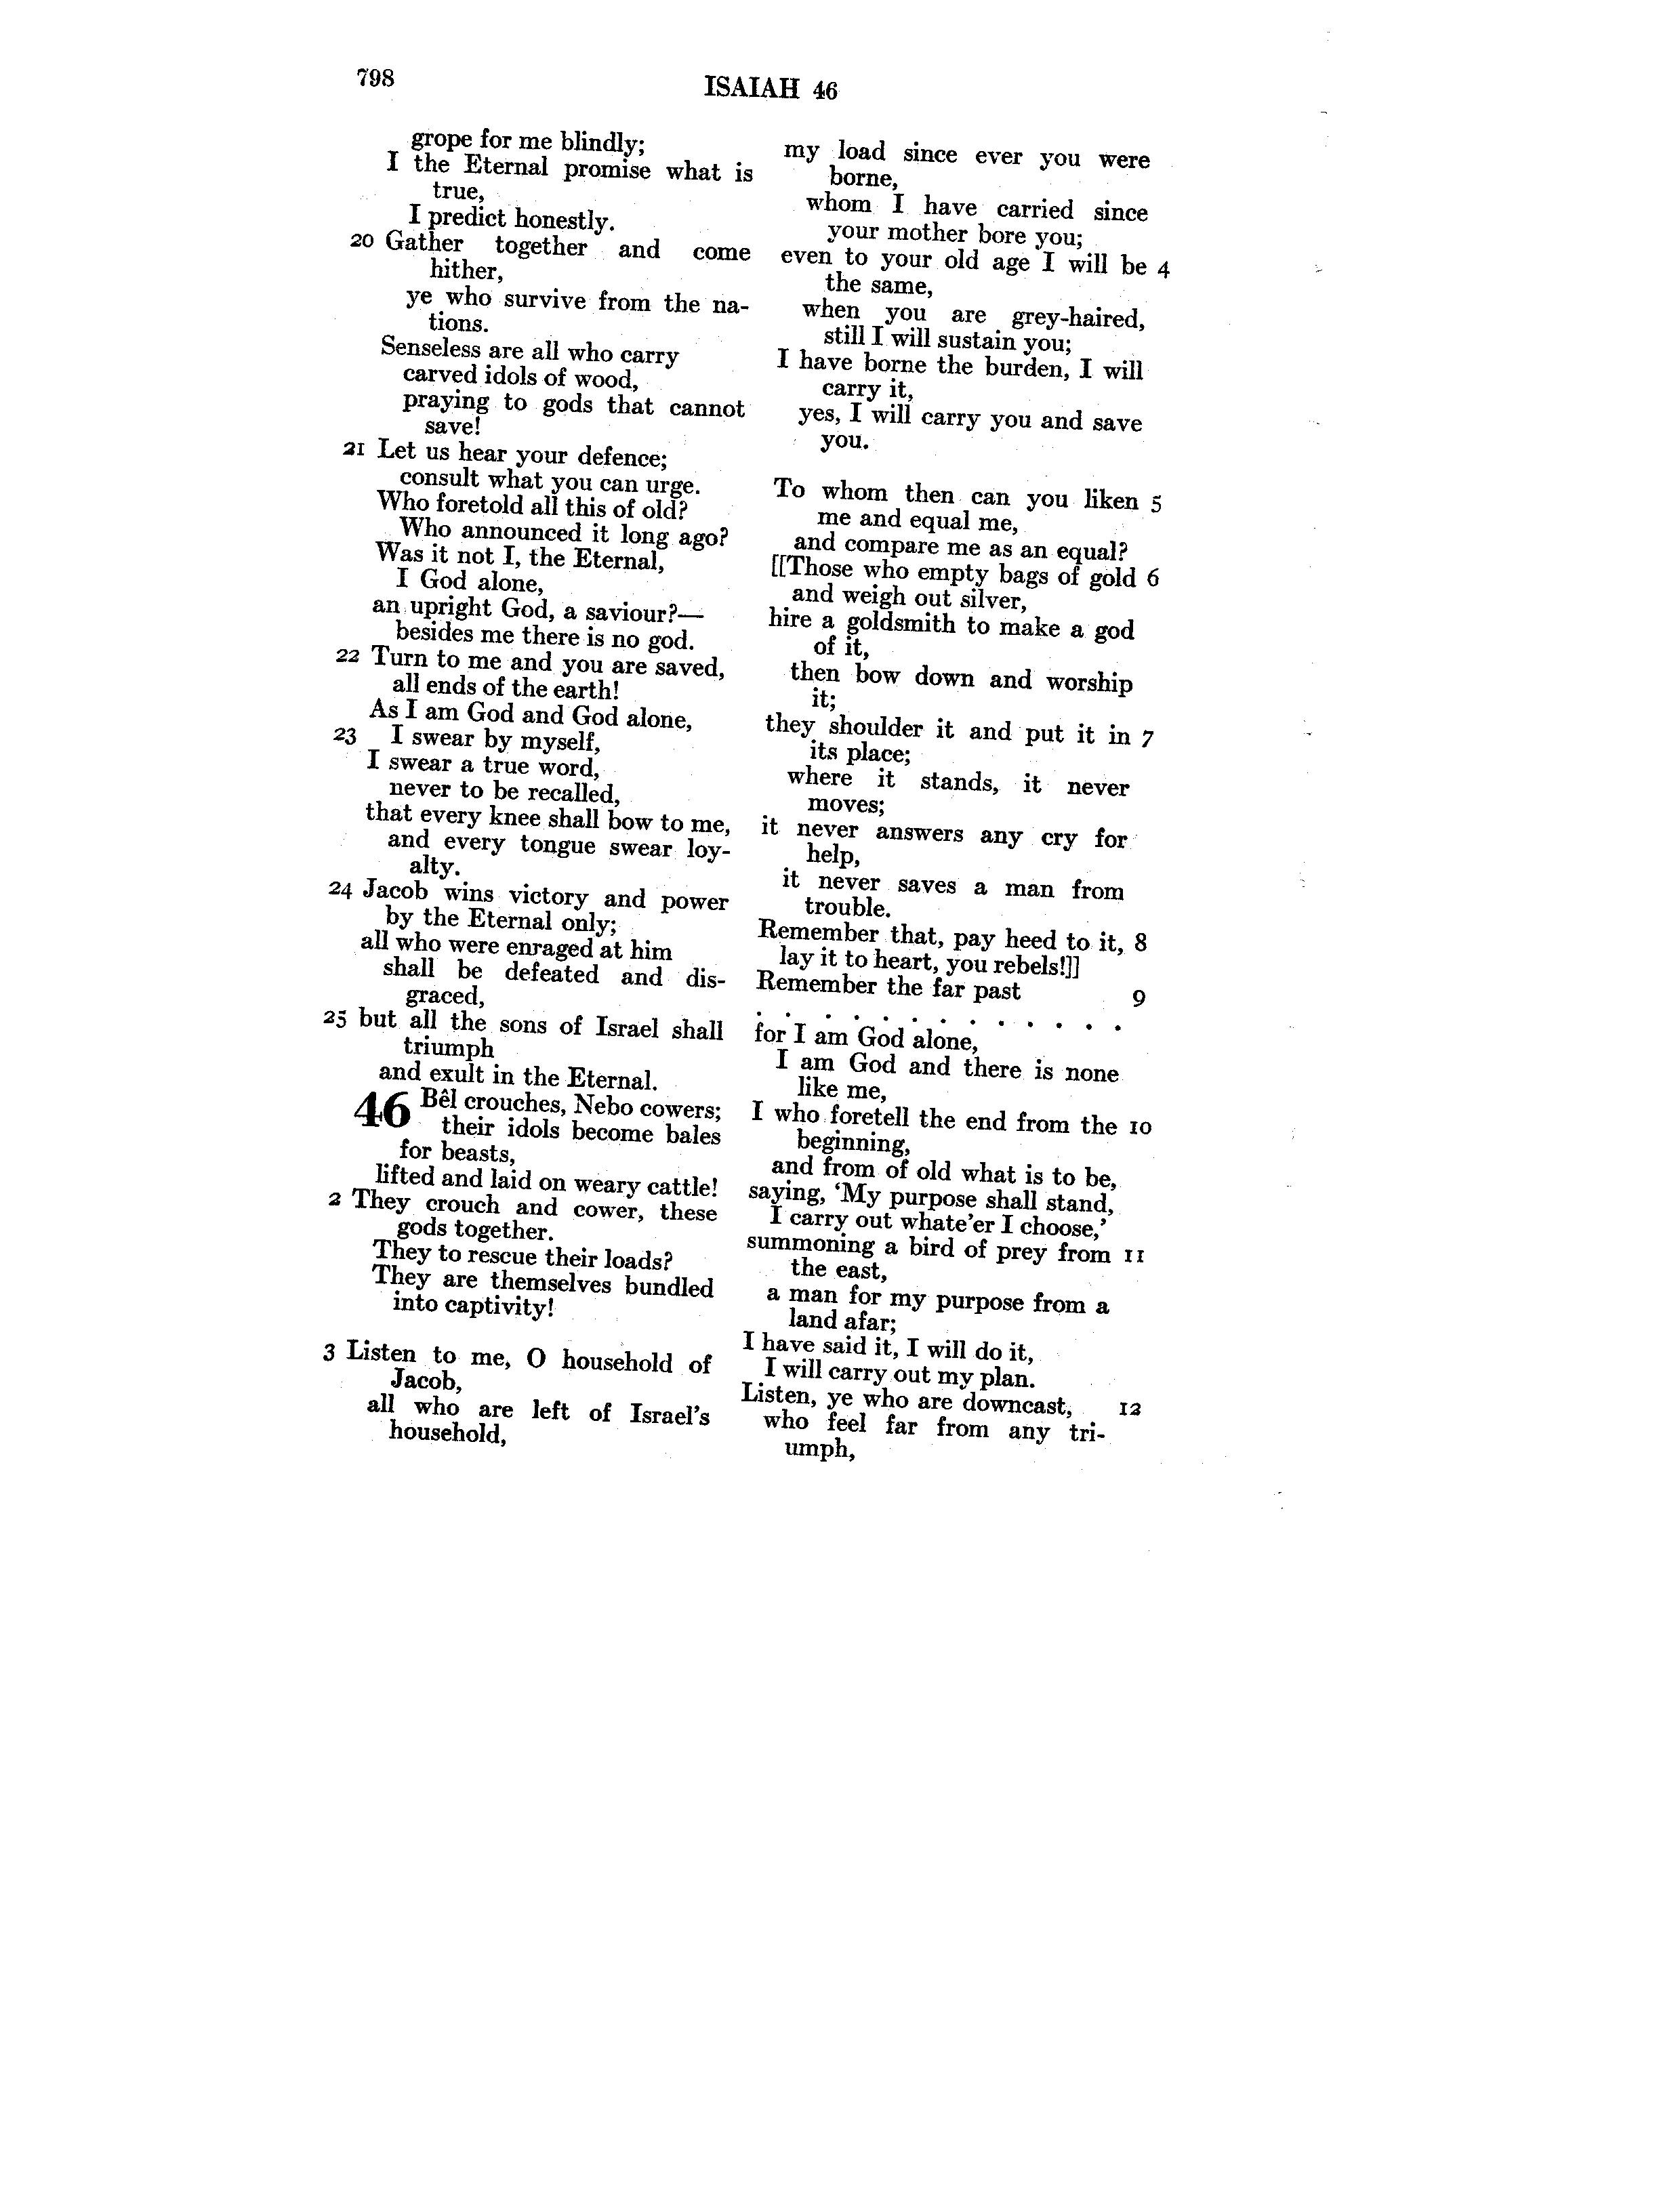 798
ISAIAH 46
grope for me blindly;
I the Eternal promise what is
true,
I predict honestly.
20 Gather together and come
hither,
ye who survive from the na-
tions.
Senseless are all who carry
carved idols of wood,
praying to gods that cannot
save!
21 Let us hear your defence;
consult what you can urge.
Who foretold all this of old?
Who announced it long ago?
Was it not I, the Eternal,
I God alone,
an upright God, a saviour?—
besides me there is no god.
22 Turn to me and you are saved,
all ends of the earth!
As I am God and God alone,
23 I swear by myself,
I swear a true word,
never to be recalled,
that every knee shall bow to me,
and every tongue swear loy-
alty.
24 Jacob wins victory and power
by the Eternal only;
all who were enraged at him
shall be defeated and dis-
graced,
25 but all the sons of Israel shall
triumph
and exult in the Eternal.
46 Bêl crouches, Nebo cowers;
their idols become bales
for beasts,
lifted and laid on weary cattle!
2 They crouch and cower, these
gods together.
They to rescue their loads?
They are themselves bundled
into captivity!
3 Listen to me, O household of
Jacob,
all who are left of Israel's
household,
my load since ever you were
borne,
whom I have carried since
your mother bore you;
even to your old age I will be 4
the same,
when you are grey-haired,
still I will sustain you;
I have borne the burden, I will
carry it,
yes, I will carry you and save
you.
To whom then can you liken 5
me and equal me,
and compare me as an equal?
[[Those who empty bags of gold 6
and weigh out silver,
hire a goldsmith to make a god
of it,
then bow down and worship
it;
they shoulder it and put it in 7
its place;
where it stands, it never
moves;
it never answers any cry for
help,
it never saves a man from
trouble.
Remember that, pay heed to it, 8
lay it to heart, you rebels!]]
Remember the far past 9
. . . . . . . . . . . . .
for I am God alone,
I am God and there is none
like me,
I who foretell the end from the 10
beginning,
and from of old what is to be,
saying, ‘My purpose shall stand,
I carry out whate'er I choose,’
summoning a bird of prey from 11
the east,
a man for my purpose from a
land afar;
I have said it, I will do it,
I will carry out my plan.
Listen, ye who are downcast, 12
who feel far from any tri-
umph,